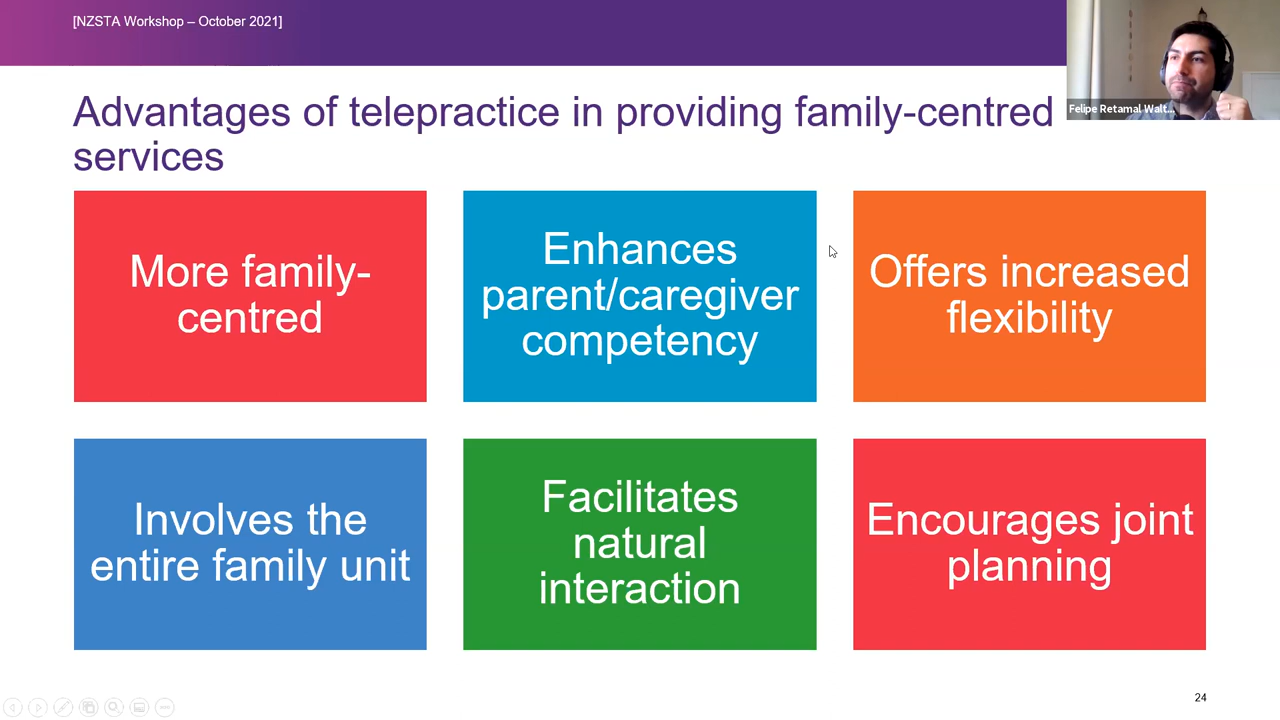 [NZSTA Workshop – October 2021]
Felipe Retamal Walt...
Advantages of telepractice in providing family-centred
services
More family-
centred
Enhances
parent/caregiver
competency
Offers increased
flexibility
Involves the
entire family unit
Facilitates
natural
interaction
Encourages joint
planning
24